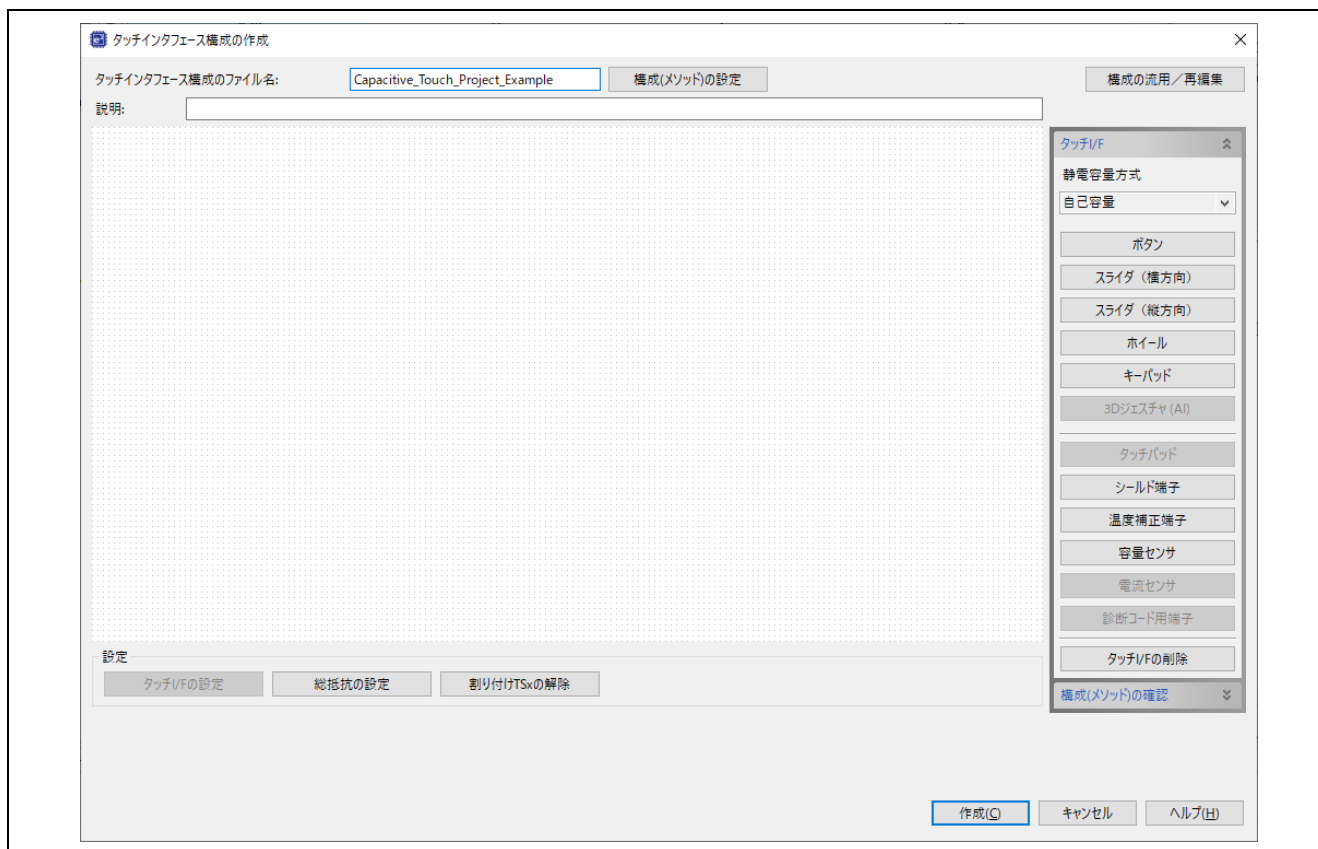 タッチインタフェース構成の作成
タッチインタフェース構成のファイル名: Capacitive_Touch_Project_Example 構成(メソッド)の設定 構成の流用／再編集
説明:
タッチI/F
静電容量方式
自己容量
ボタン
スライダ（横方向）
スライダ（縦方向）
ホイール
キーパッド
3Dジェスチャ (AI)
タッチパッド
シールド端子
温度補正端子
容量センサ
電流センサ
診断コード用端子
タッチI/Fの削除
構成(メソッド)の確認
設定
タッチI/Fの設定 総抵抗の設定 割り付けTSxの解除
作成(C) キャンセル ヘルプ(H)